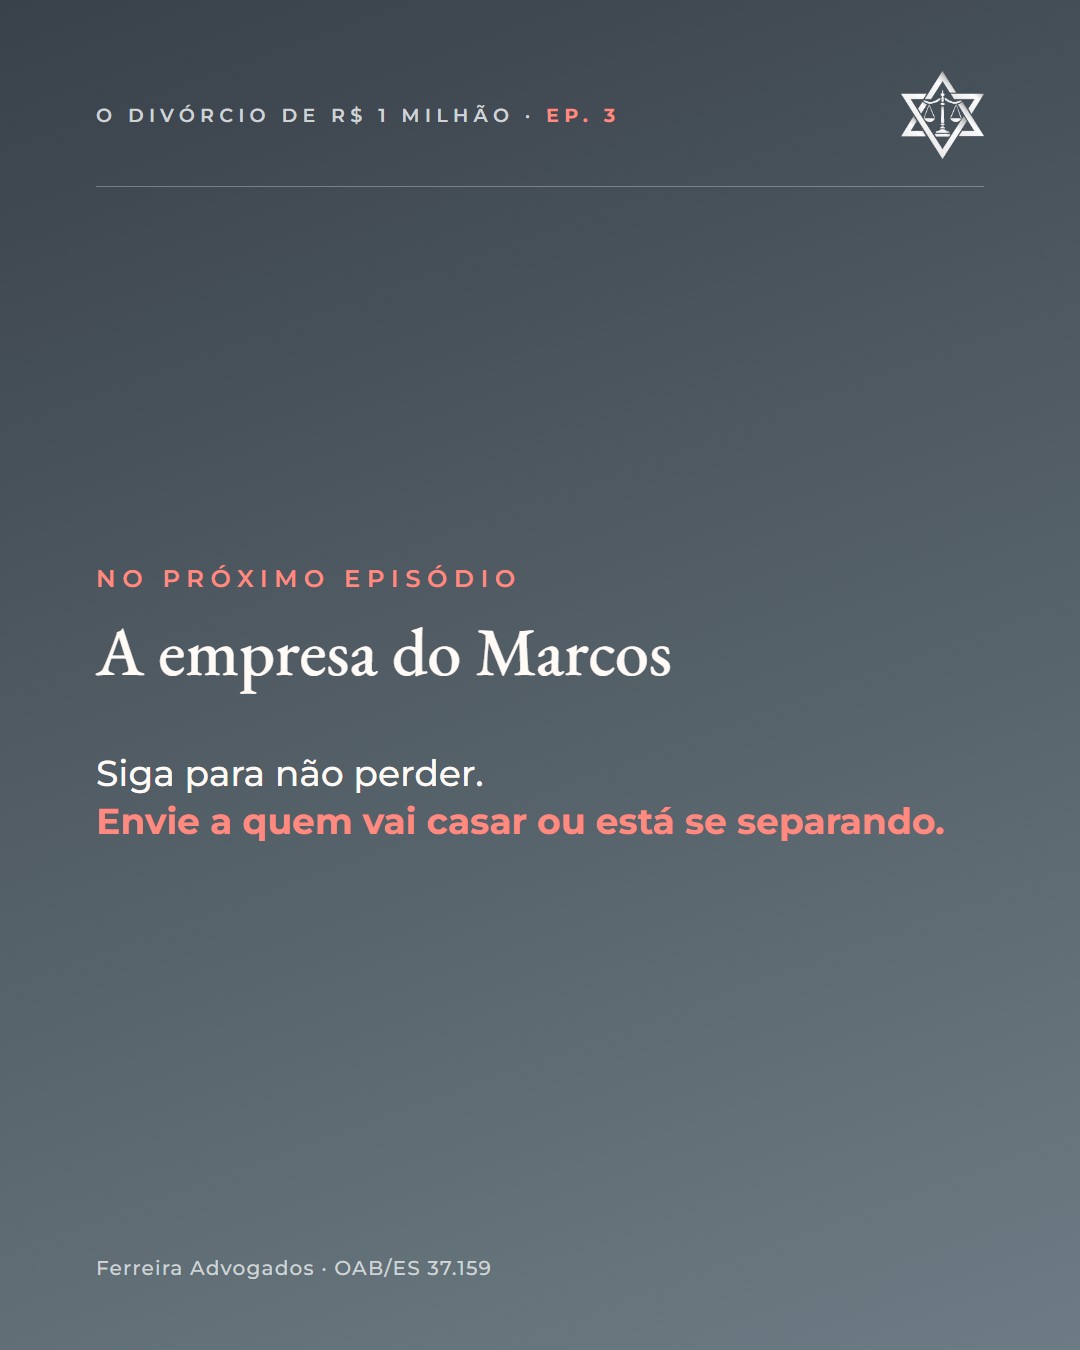 O DIVÓRCIO DE R$ 1 MILHÃO · EP. 3
NO PRÓXIMO EPISÓDIO
A empresa do Marcos
Siga para não perder.
Envie a quem vai casar ou está se separando.
Ferreira Advogados · OAB/ES 37.159